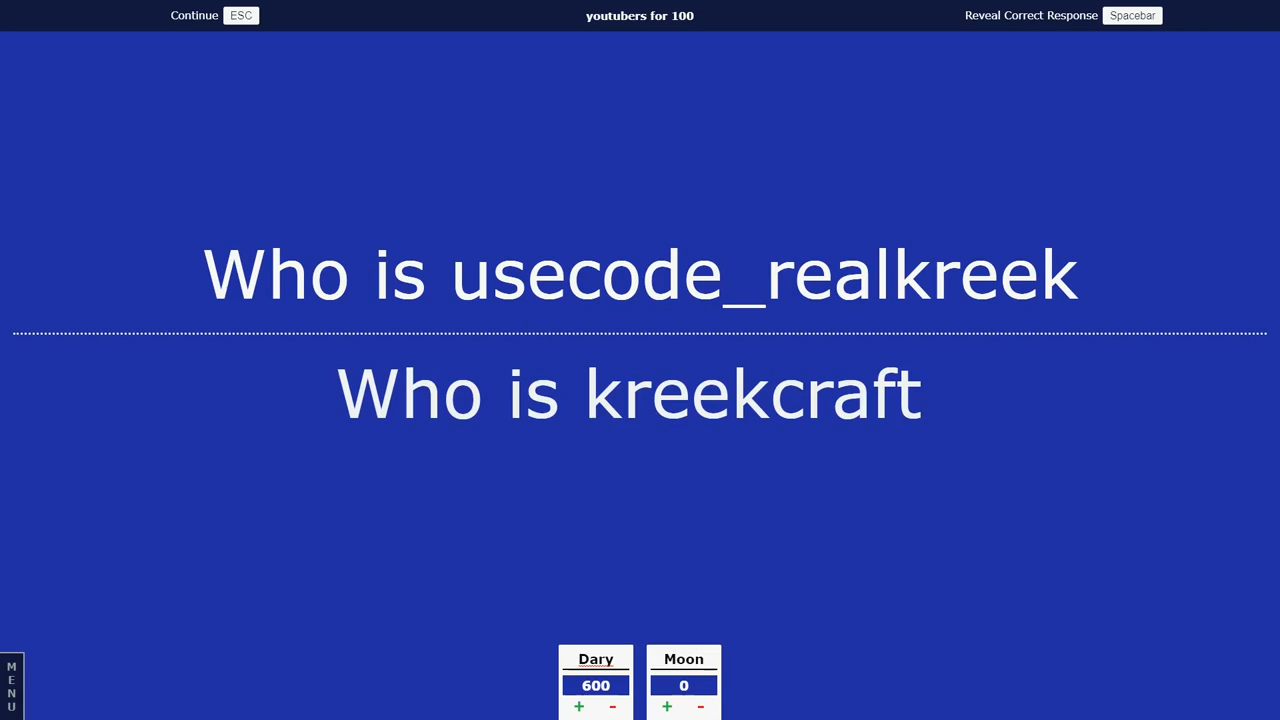 Continue ESC
youtubers for 100
Reveal Correct Response Spacebar
Who is usecode_realkreek
Who is kreekcraft
MENU
Dary Moon
600 0
+ - + -